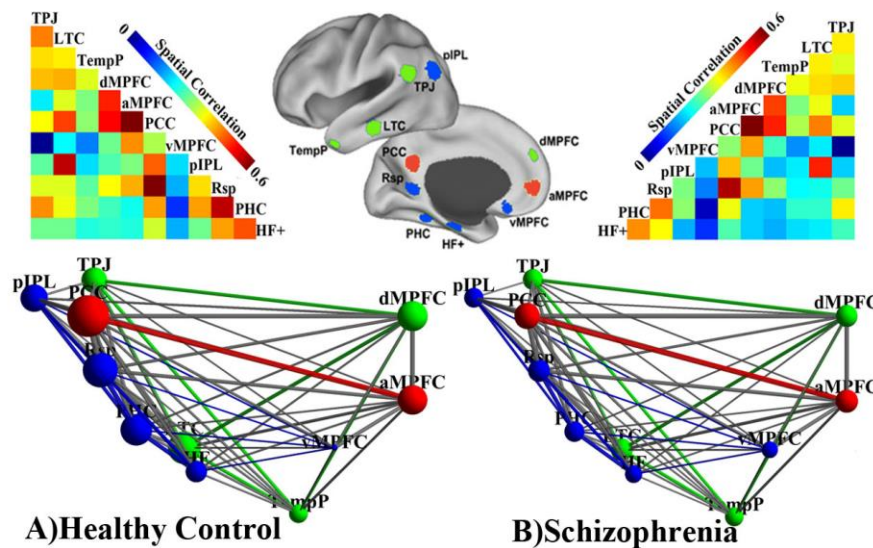 TPJ
LTC
TempP
dMPFC
aMPFC
PCC
vMPFC
pIPL
Rsp
PHC
HF+
0
Spatial Correlation
0.6
pIPL
TPJ
LTC
TempP
dMPFC
PCC
Rsp
aMPFC
vMPFC
PHC
HF+
TPJ
LTC
TempP
dMPFC
aMPFC
PCC
vMPFC
pIPL
Rsp
PHC
HF+
0
Spatial Correlation
0.6
TPJ
pIPL
PCC
dMPFC
Rsp
aMPFC
PHC
LTC
vMPFC
HF
TempP
A)Healthy Control
TPJ
pIPL
PCC
dMPFC
Rsp
aMPFC
PHC
LTC
vMPFC
HF
TempP
B)Schizophrenia